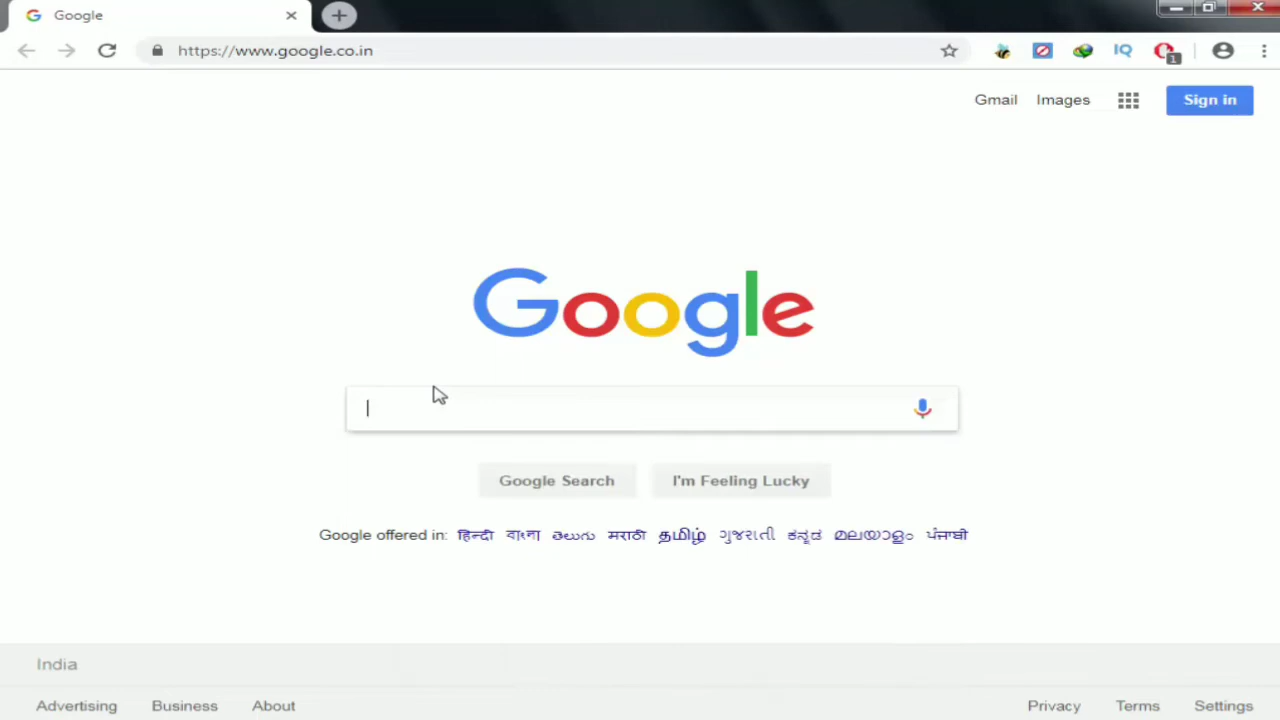 Google
https://www.google.co.in
IQ
1
Gmail Images Sign in
Google
Google Search I'm Feeling Lucky
Google offered in: हिन्दी বাংলা తెలుగు मराठी தமிழ் ગુજરાતી ಕನ್ನಡ മലയാളം ਪੰਜਾਬੀ
India
Advertising Business About Privacy Terms Settings